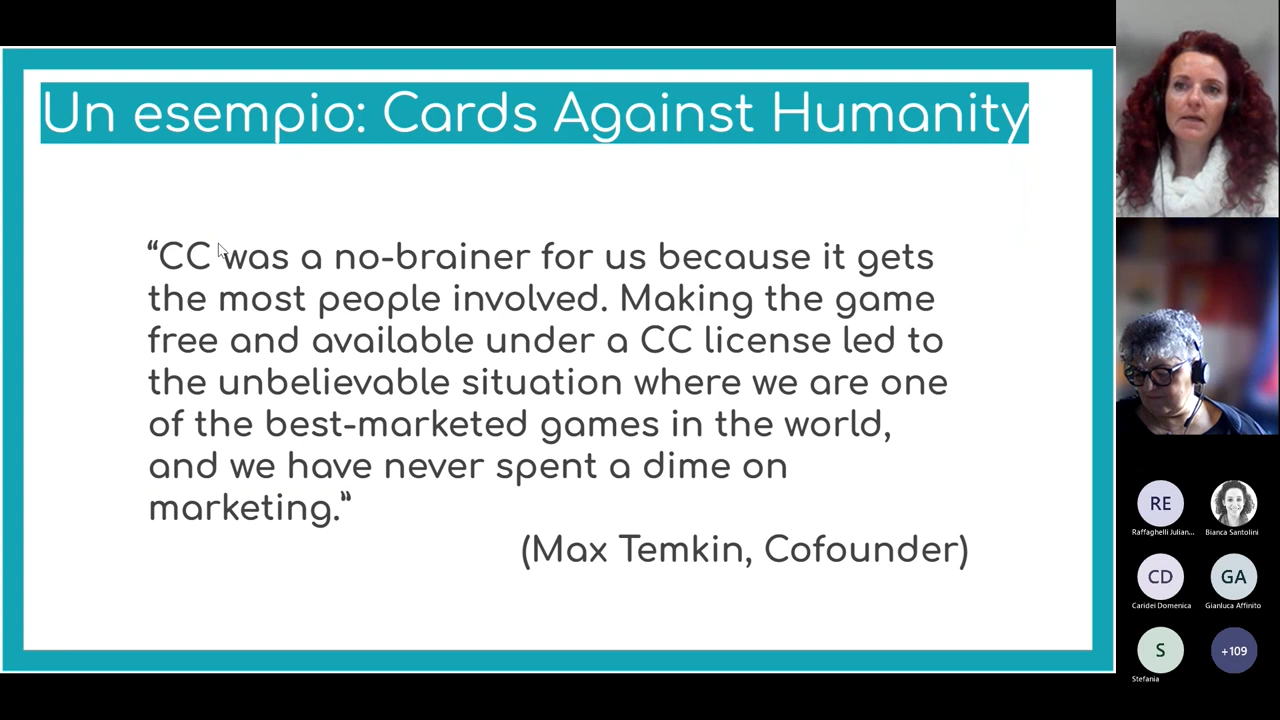 Un esempio: Cards Against Humanity
“CC was a no-brainer for us because it gets
the most people involved. Making the game
free and available under a CC license led to
the unbelievable situation where we are one
of the best-marketed games in the world,
and we have never spent a dime on
marketing.”
(Max Temkin, Cofounder)
RE
Raffaghelli Julian...
Bianca Santolini
CD
GA
Caridei Domenica
Gianluca Affinito
S
+109
Stefania